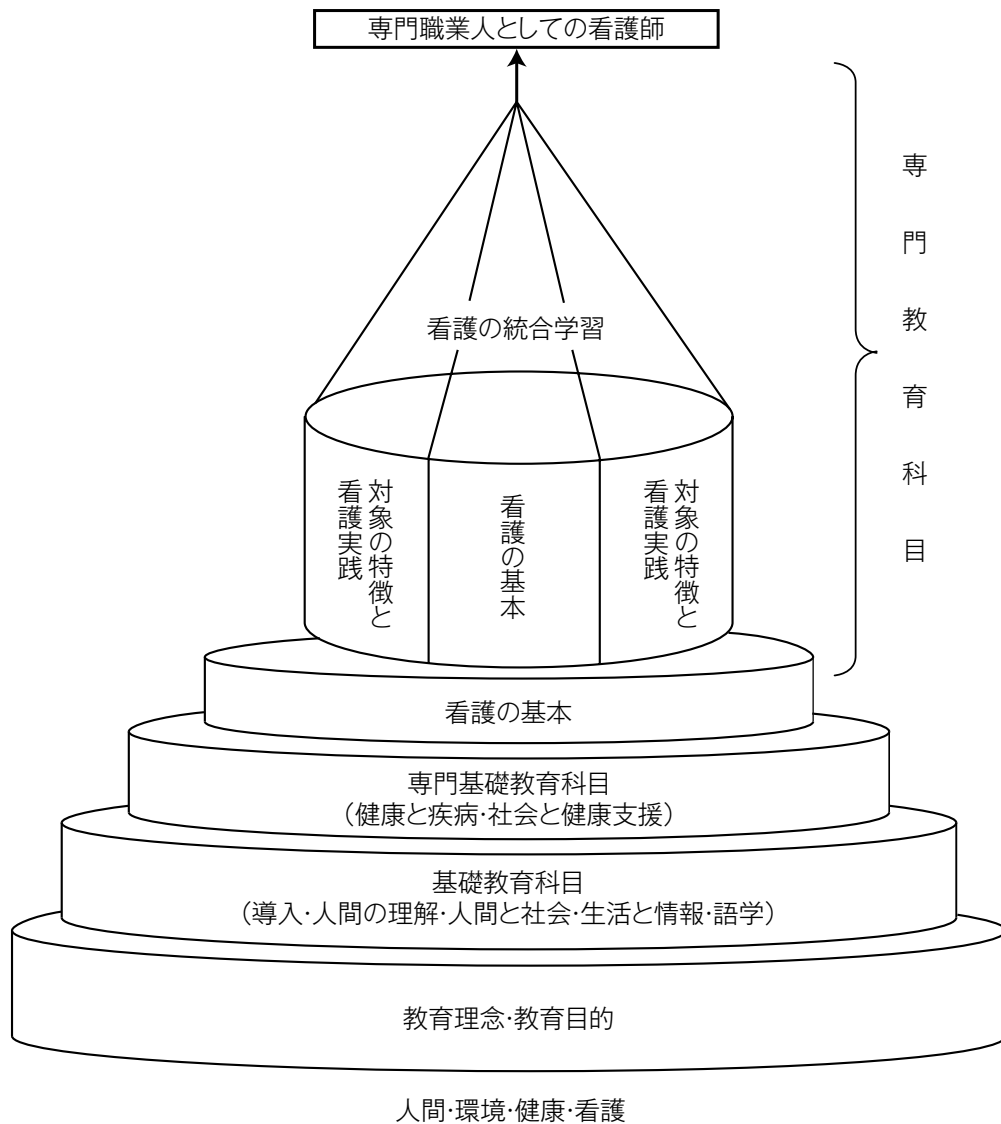 専門職業人としての看護師
専門教育科目
看護の統合学習
対象の特徴と
看護実践
看護の基本
対象の特徴と
看護実践
看護の基本
専門基礎教育科目
（健康と疾病･社会と健康支援）
基礎教育科目
（導入･人間の理解･人間と社会･生活と情報･語学）
教育理念･教育目的
人間･環境･健康･看護